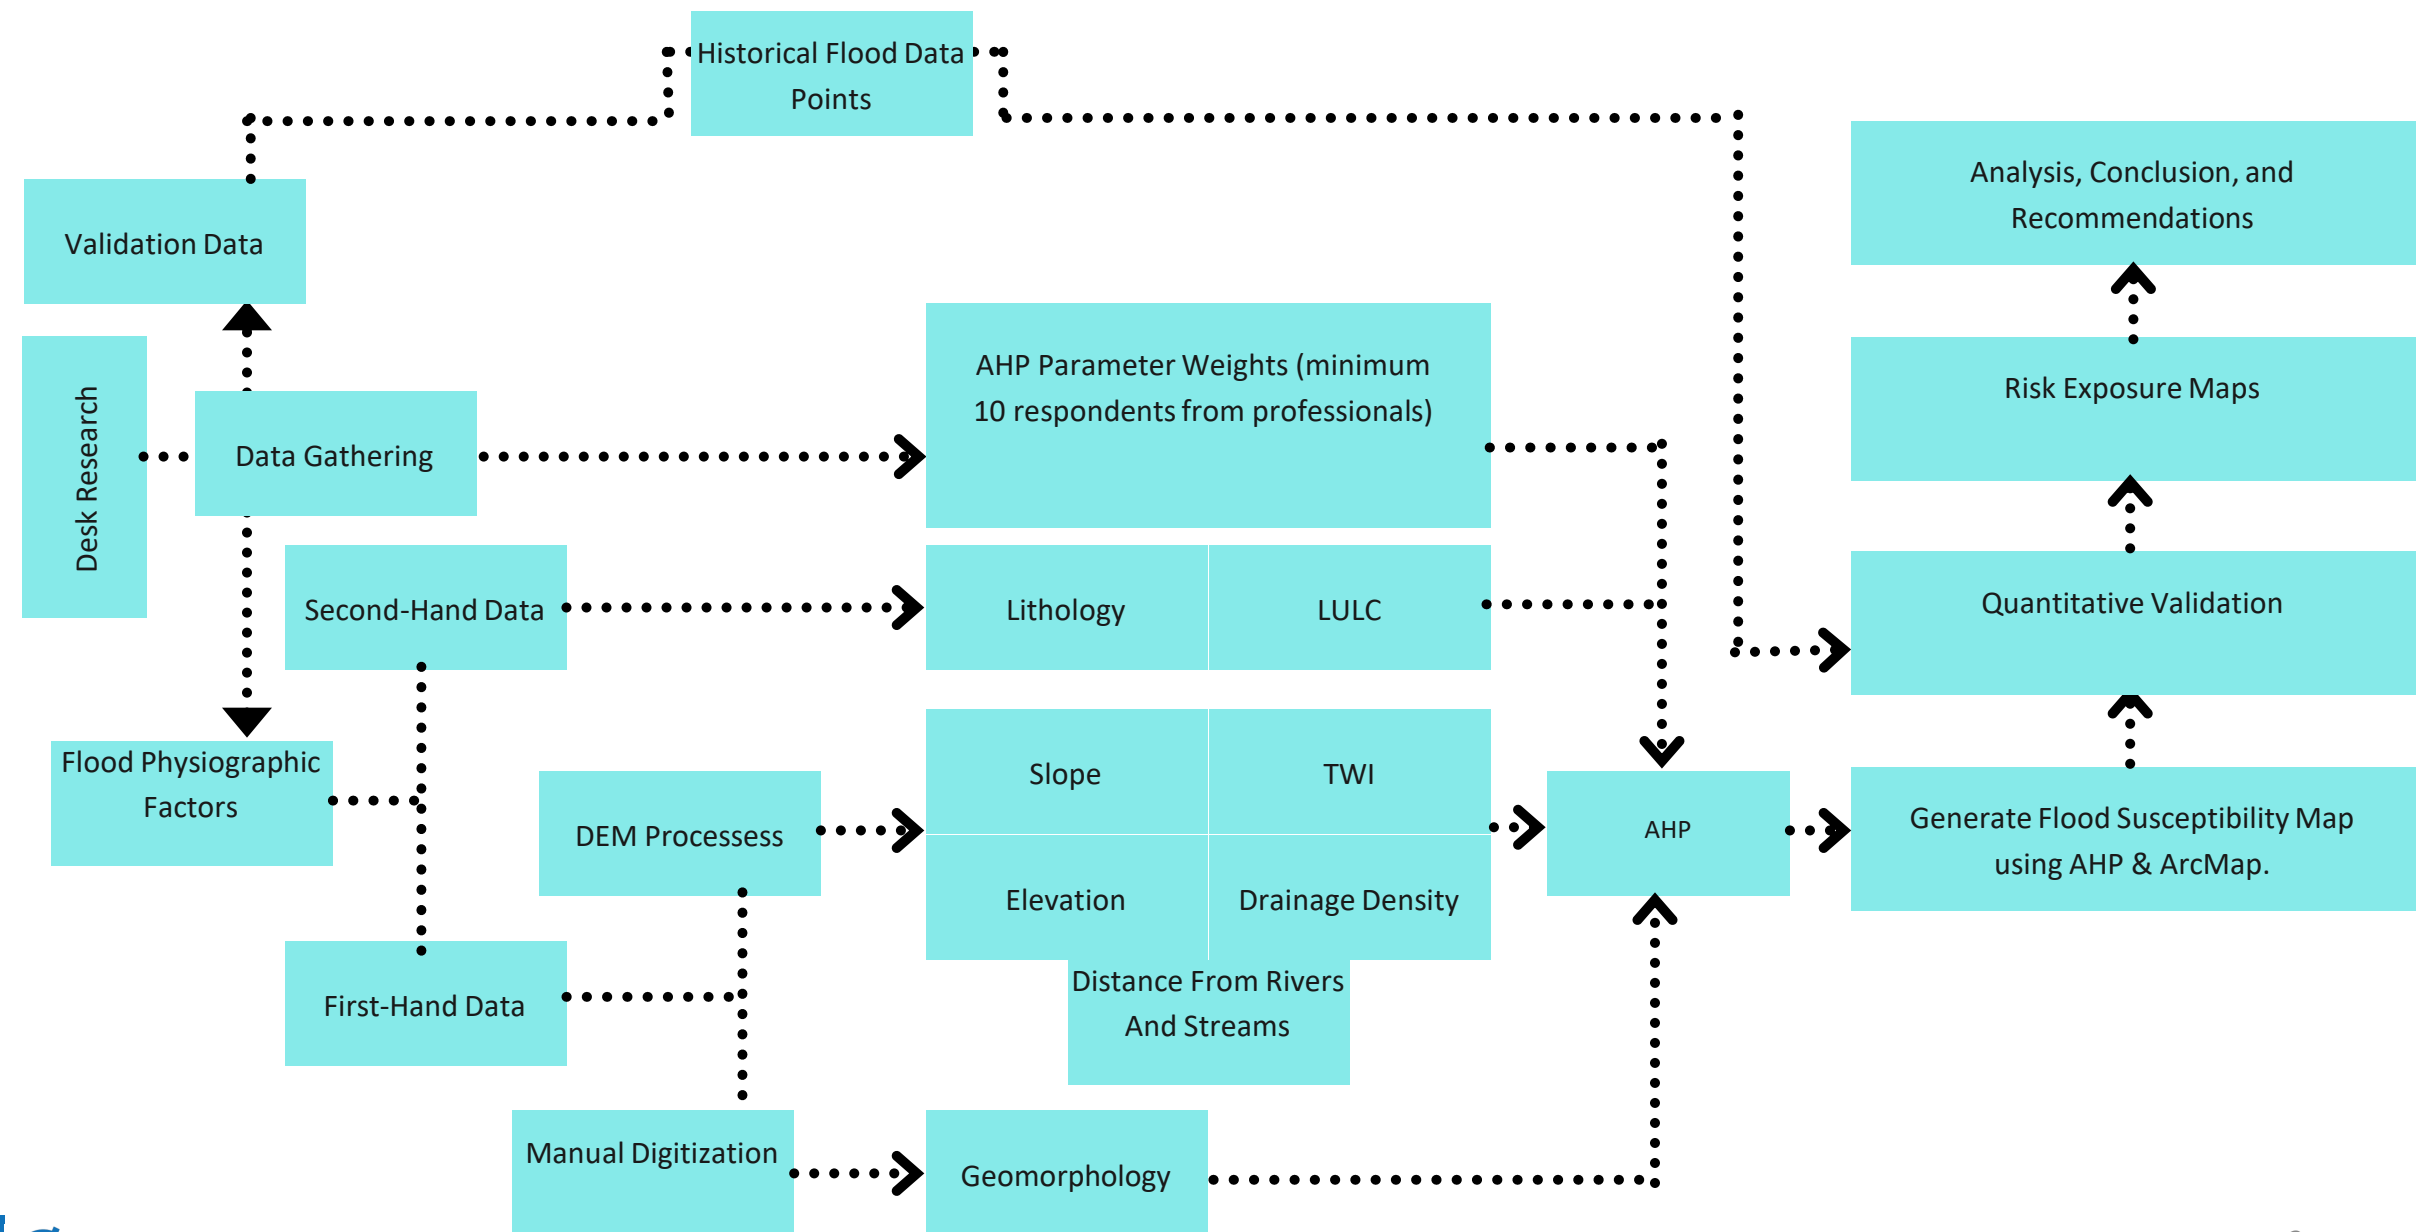 Historical Flood Data
Points
Validation Data
Analysis, Conclusion, and
Recommendations
Desk Research
Data Gathering
AHP Parameter Weights (minimum
10 respondents from professionals)
Risk Exposure Maps
Second-Hand Data
Lithology
LULC
Quantitative Validation
Flood Physiographic
Factors
DEM Processess
Slope
TWI
Elevation
Drainage Density
AHP
Generate Flood Susceptibility Map
using AHP & ArcMap.
First-Hand Data
Distance From Rivers
And Streams
Manual Digitization
Geomorphology